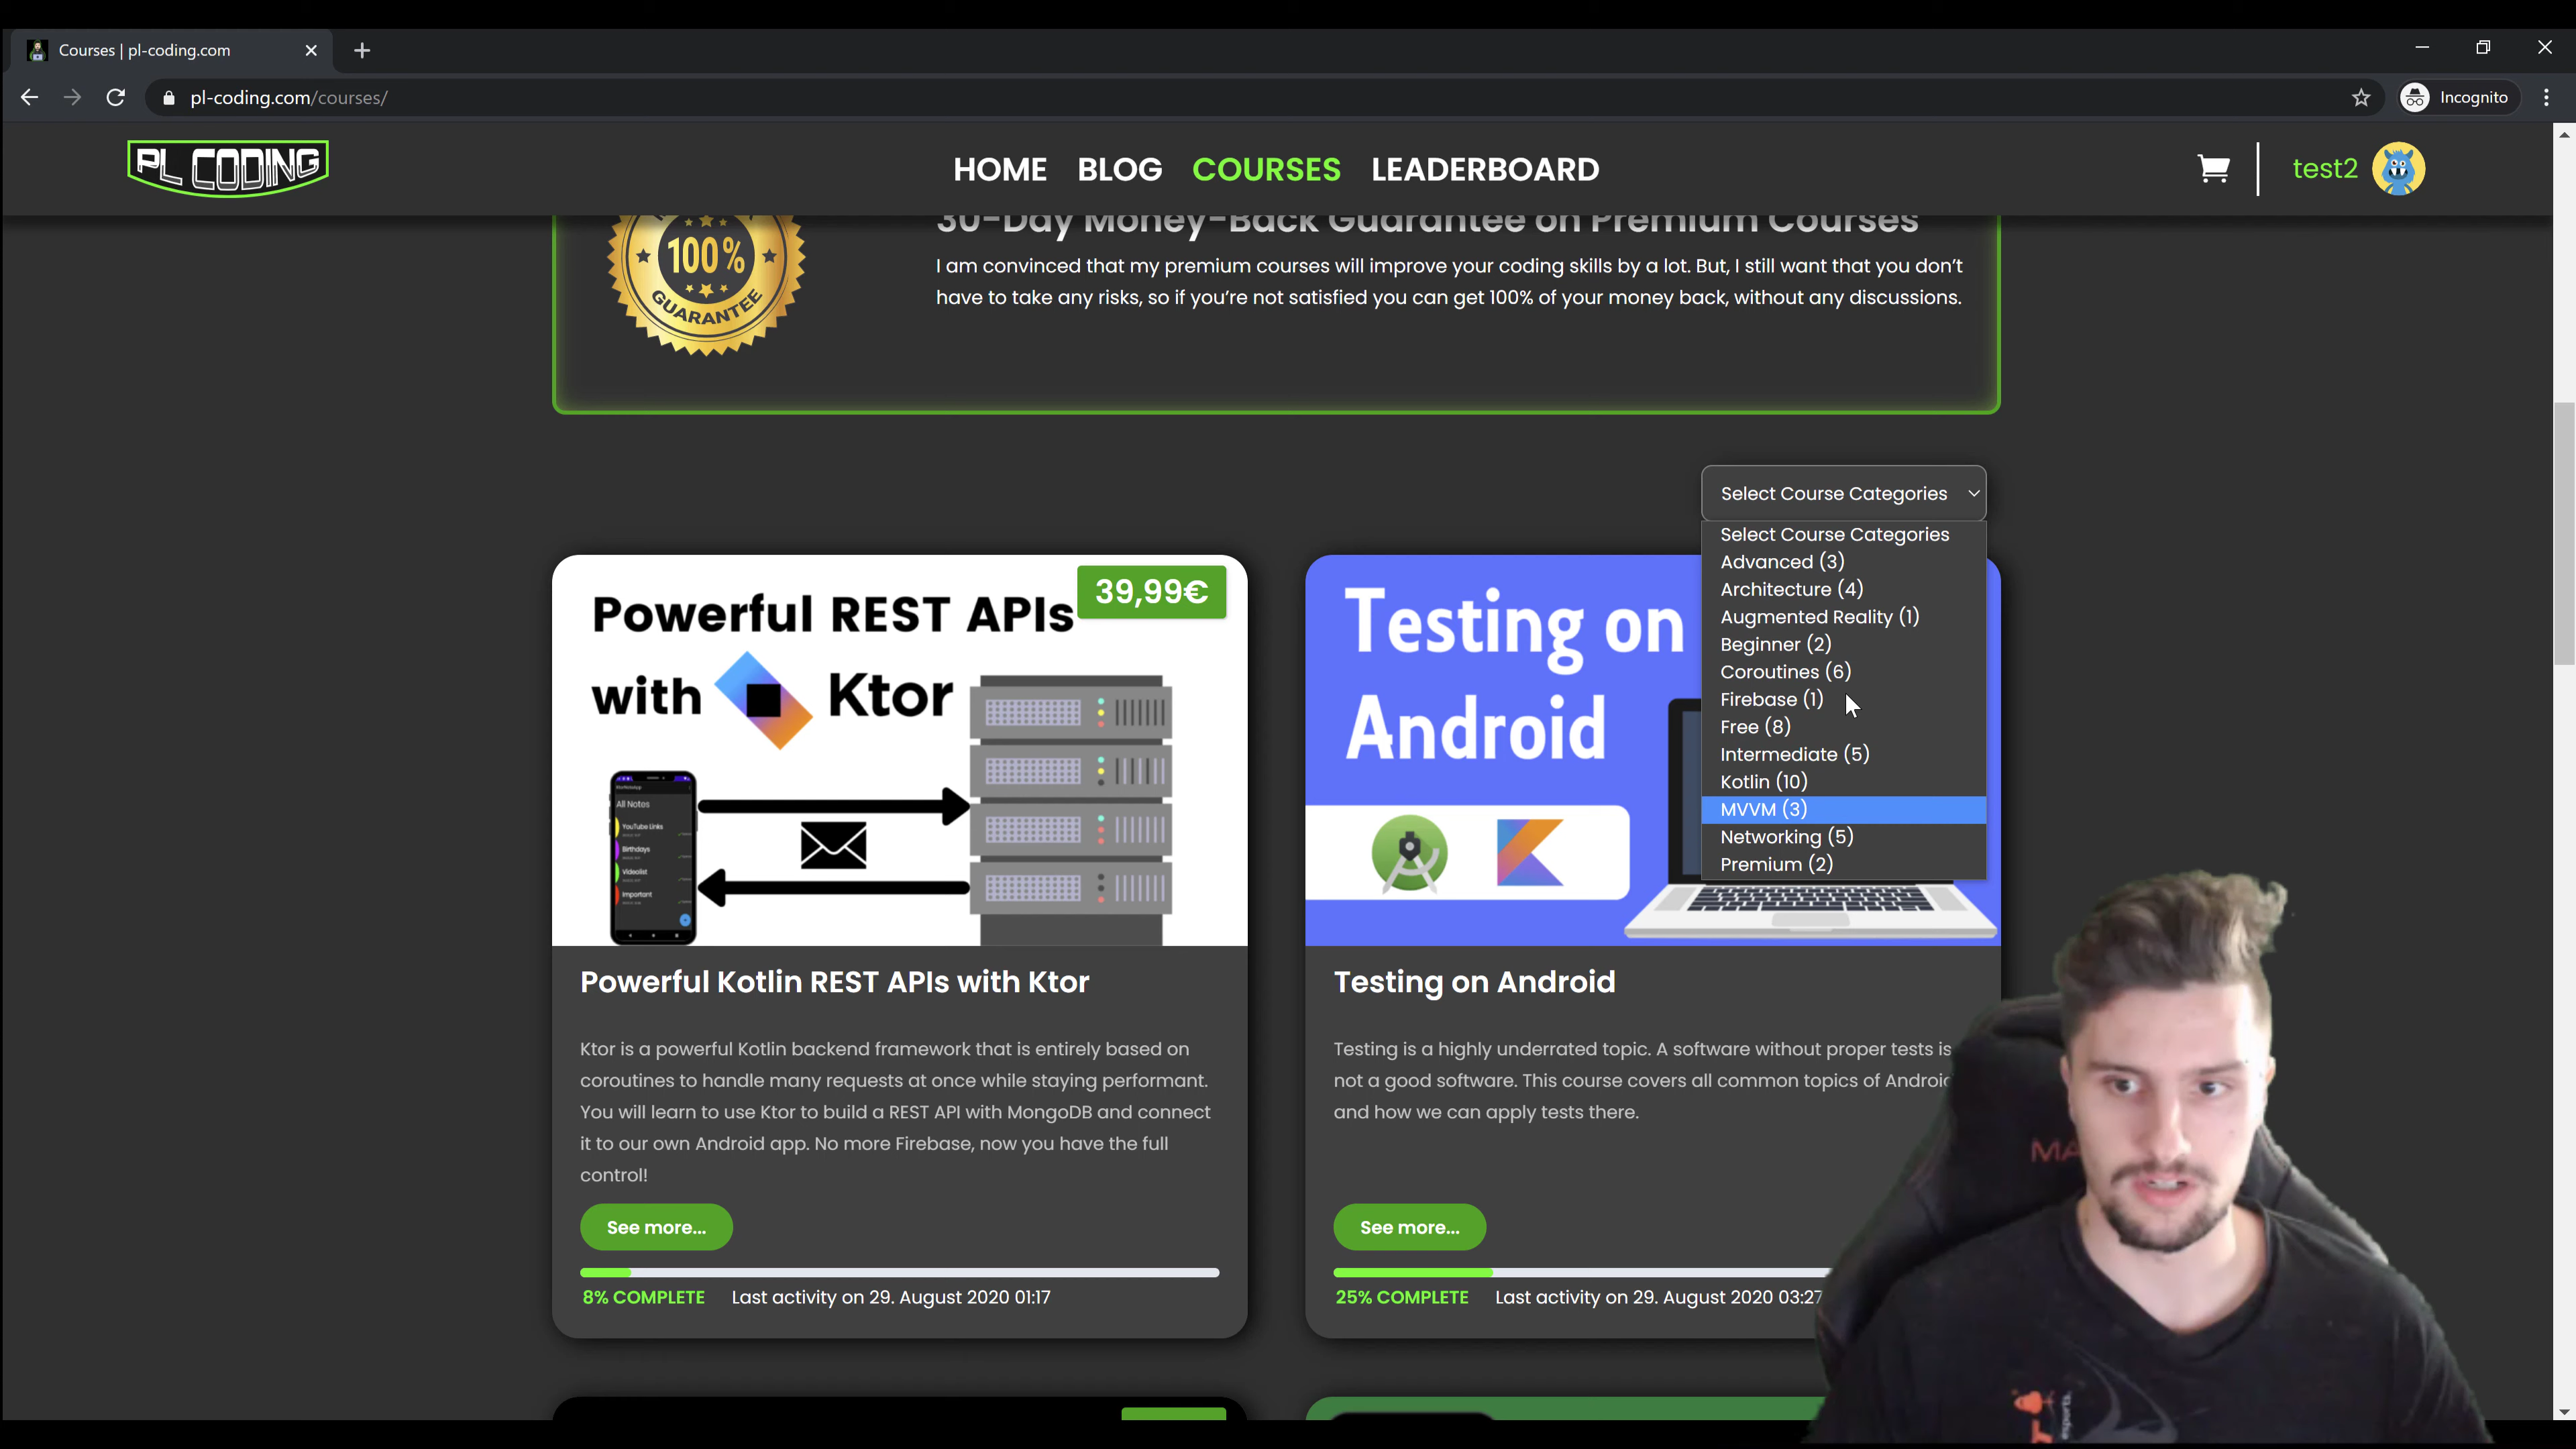 Courses | pl-coding.com
pl-coding.com/courses/
Incognito
PL CODING
HOME
BLOG
COURSES
LEADERBOARD
test2
100%
GUARANTEE
30-Day Money-Back Guarantee on Premium Courses
I am convinced that my premium courses will improve your coding skills by a lot. But, I still want that you don't
have to take any risks, so if you're not satisfied you can get 100% of your money back, without any discussions.
Select Course Categories
Select Course Categories
Advanced (3)
Architecture (4)
Augmented Reality (1)
Beginner (2)
Coroutines (6)
Firebase (1)
Free (8)
Intermediate (5)
Kotlin (10)
MVVM (3)
Networking (5)
Premium (2)
39,99€
Powerful REST APIs
with Ktor
All Notes
YouTube Links
Birthdays
Videolist
Important
Powerful Kotlin REST APIs with Ktor
Ktor is a powerful Kotlin backend framework that is entirely based on
coroutines to handle many requests at once while staying performant.
You will learn to use Ktor to build a REST API with MongoDB and connect
it to our own Android app. No more Firebase, now you have the full
control!
See more...
8% COMPLETE
Last activity on 29. August 2020 01:17
Testing on
Android
Testing on Android
Testing is a highly underrated topic. A software without proper tests is
not a good software. This course covers all common topics of Android
and how we can apply tests there.
See more...
25% COMPLETE
Last activity on 29. August 2020 03:27
MA
esports